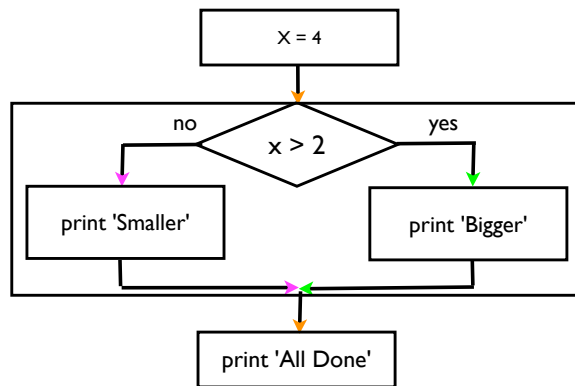 X = 4
no
yes
x > 2
print 'Smaller'
print 'Bigger'
print 'All Done'